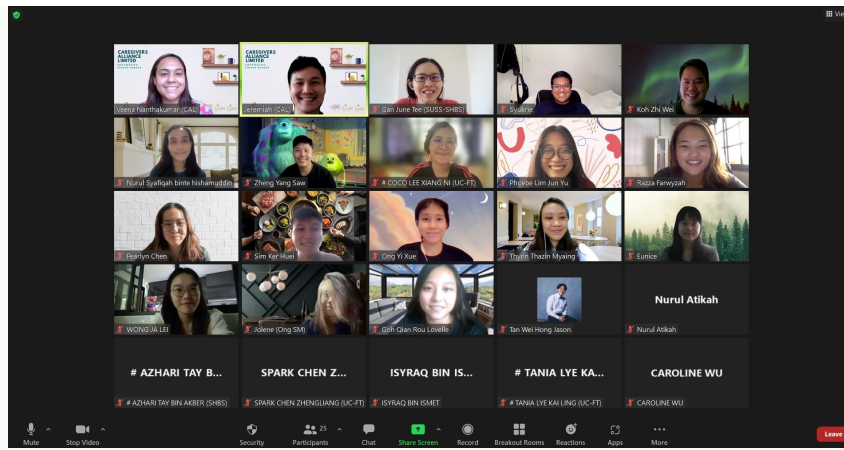 View
CAREGIVERS
ALLIANCE
LIMITED
Veena Nanthakumar (CAL)
CAREGIVERS
ALLIANCE
LIMITED
Jeremiah (CAL)
Gan June Tee (SUSS-SHBS)
Syukrie
Koh Zhi Wei
Nurul Syafiqah binte hishamuddin
Zheng Yang Saw
# COCO LEE XIANG NI (UC-FT)
Phoebe Lim Jun Yu
Razza Farwyzah
Pearlyn Chen
Sim Ker Huei
Ong Yi Xue
Thynn Thazin Myaing
Eunice
WONG JA LEI
Jolene (Ong SM)
Goh Qian Rou Lovelle
Tan Wei Hong Jason
Nurul Atikah
Nurul Atikah
# AZHARI TAY B...
# AZHARI TAY BIN AKBER (SHBS)
SPARK CHEN Z...
# SPARK CHEN ZHENGLIANG (UC-FT)
ISYRAQ BIN IS...
ISYRAQ BIN ISMET
# TANIA LYE KA...
# TANIA LYE KAI LING (UC-FT)
CAROLINE WU
CAROLINE WU
Mute
Stop Video
Security
25
Participants
Chat
Share Screen
Record
Breakout Rooms
Reactions
Apps
More
Leave